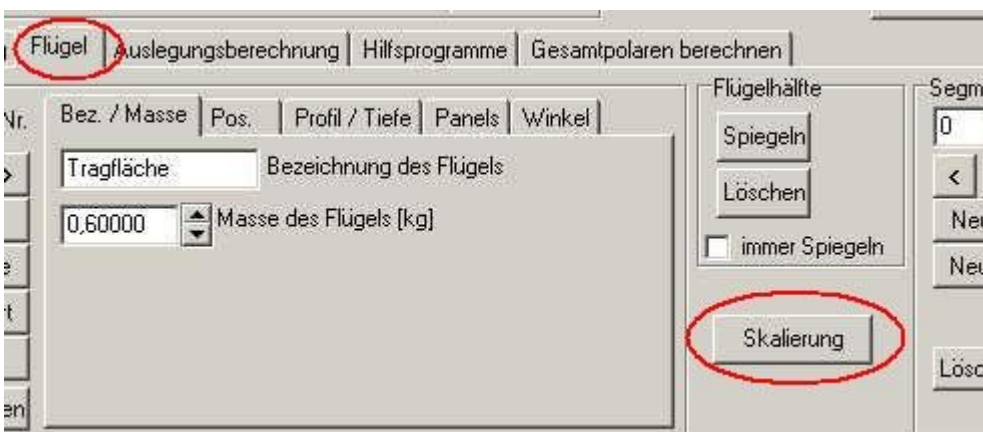 Flügel Auslegungsberechnung Hilfsprogramme Gesamtpolaren berechnen
Nr.
Bez. / Masse Pos. Profil / Tiefe Panels Winkel
Tragfläche Bezeichnung des Flügels
0,60000 Masse des Flügels [kg]
Flügelhälfte
Spiegeln
Löschen
immer Spiegeln
Skalierung
0
<